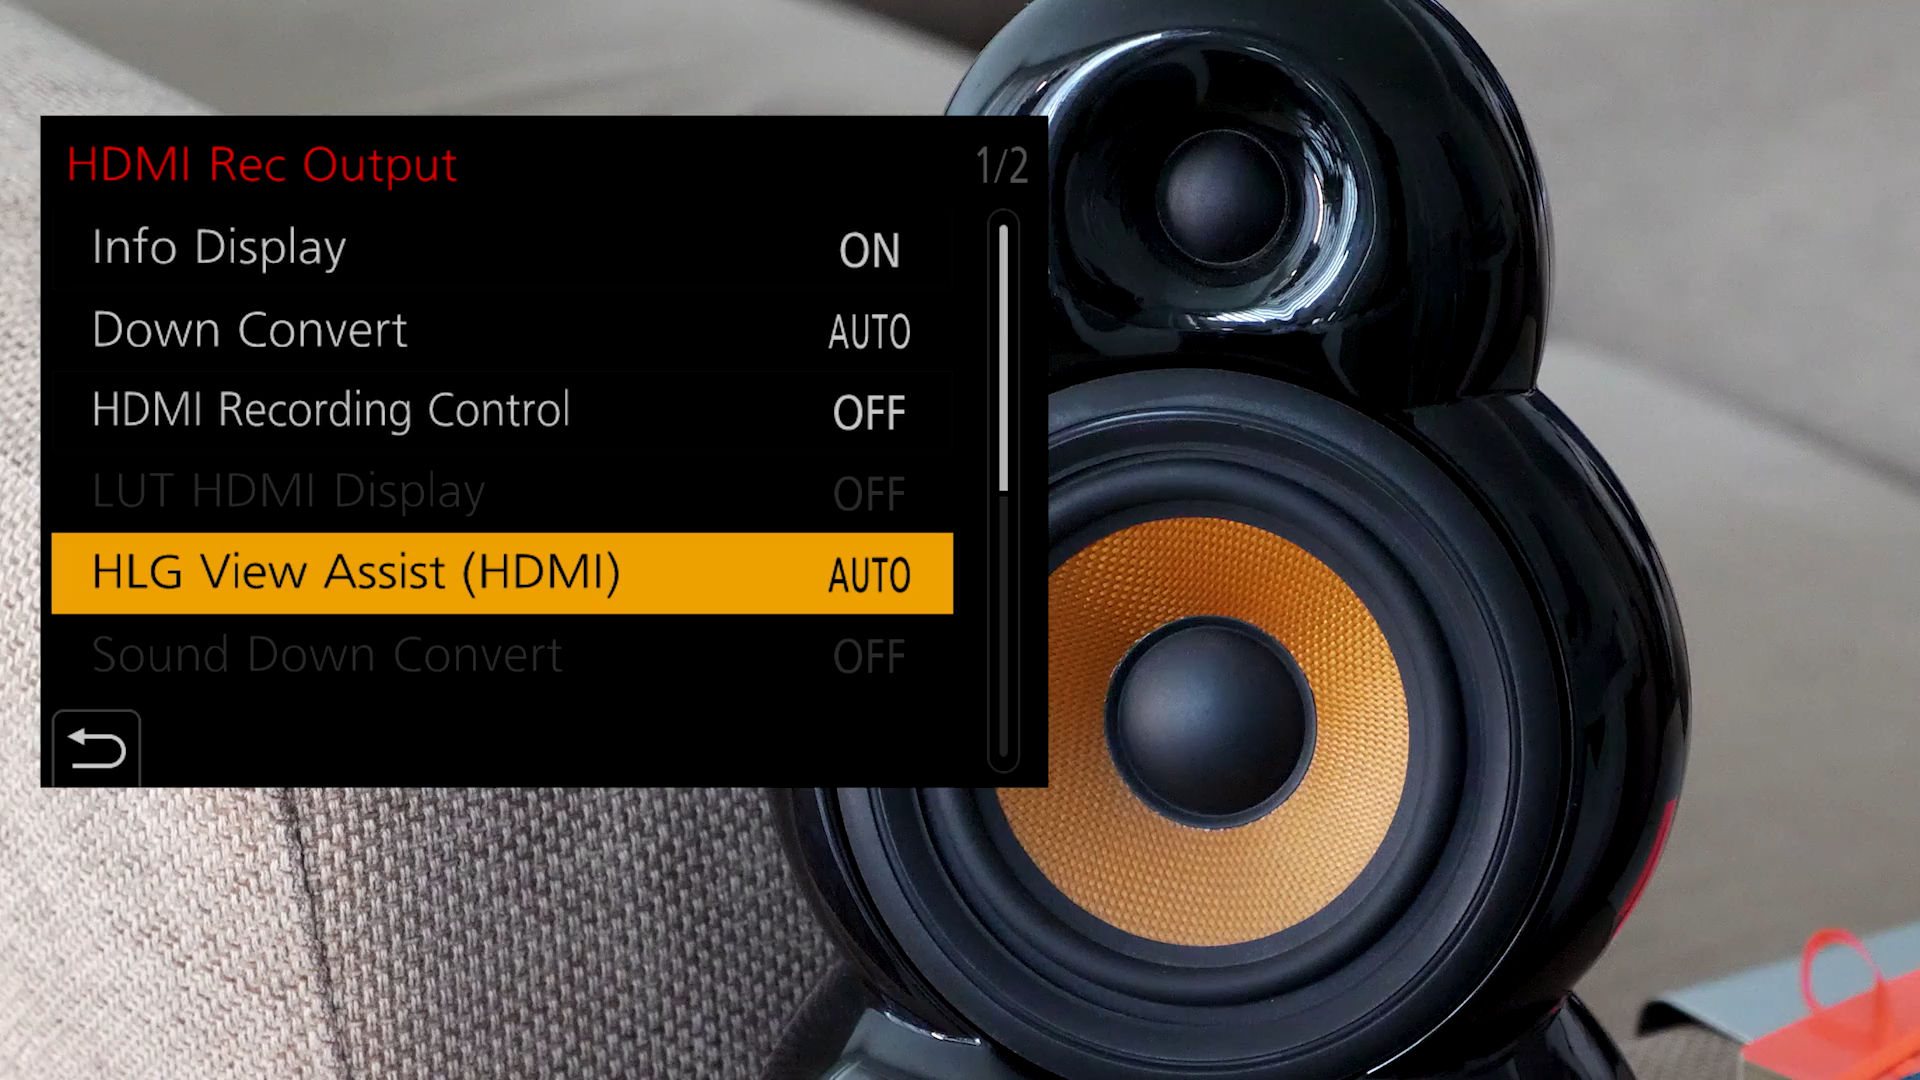 HDMI Rec Output 1/2
Info Display ON
Down Convert AUTO
HDMI Recording Control OFF
LUT HDMI Display OFF
HLG View Assist (HDMI) AUTO
Sound Down Convert OFF